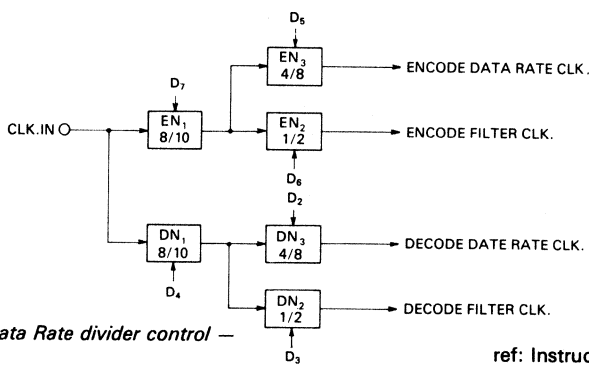 D₅
EN₃
4/8
ENCODE DATA RATE CLK.
D₇
CLK.IN
EN₁
8/10
EN₂
1/2
ENCODE FILTER CLK.
D₆
D₂
DN₁
8/10
DN₃
4/8
DECODE DATE RATE CLK.
D₄
DN₂
1/2
DECODE FILTER CLK.
ata Rate divider control —
D₃
ref: Instruc